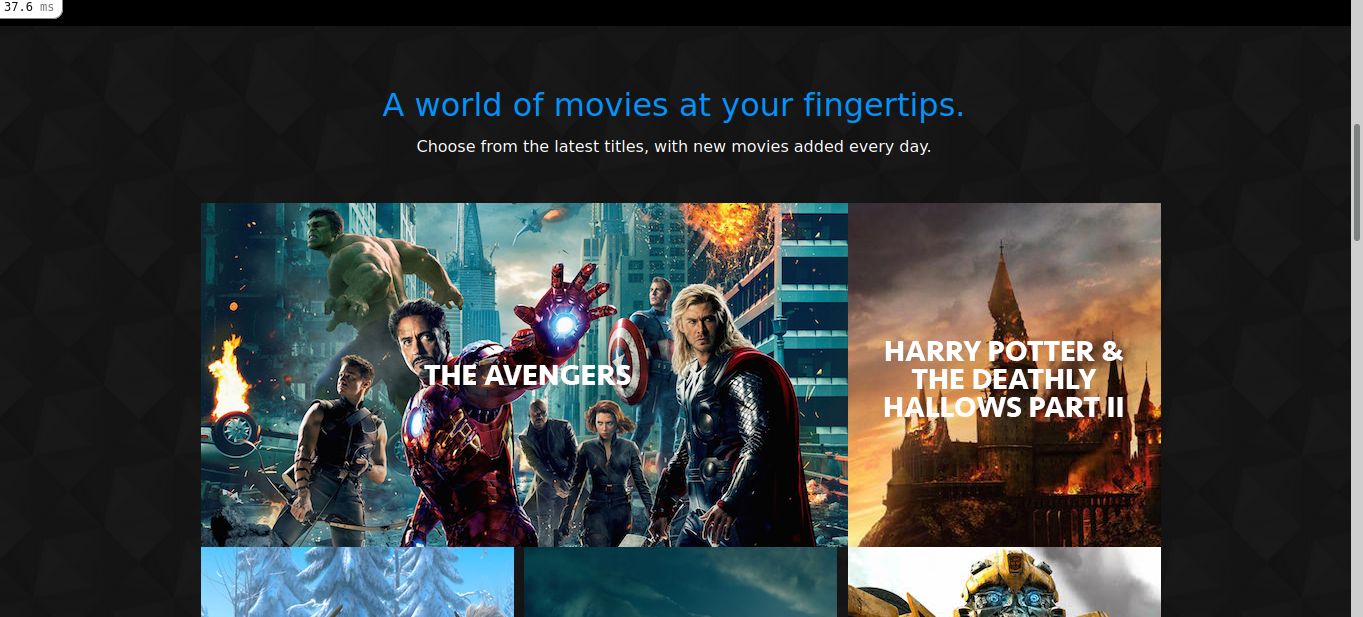 37.6 ms
A world of movies at your fingertips.
Choose from the latest titles, with new movies added every day.
THE AVENGERS
HARRY POTTER &
THE DEATHLY
HALLOWS PART II